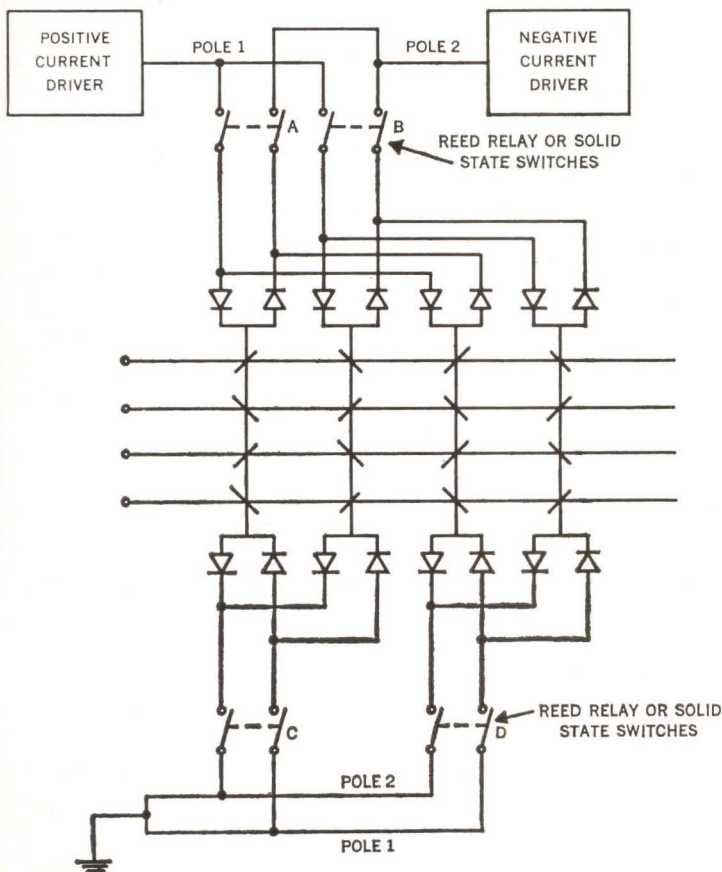 POSITIVE
CURRENT
DRIVER
POLE 1
POLE 2
NEGATIVE
CURRENT
DRIVER
A
B
REED RELAY OR SOLID
STATE SWITCHES
C
D
REED RELAY OR SOLID
STATE SWITCHES
POLE 2
POLE 1